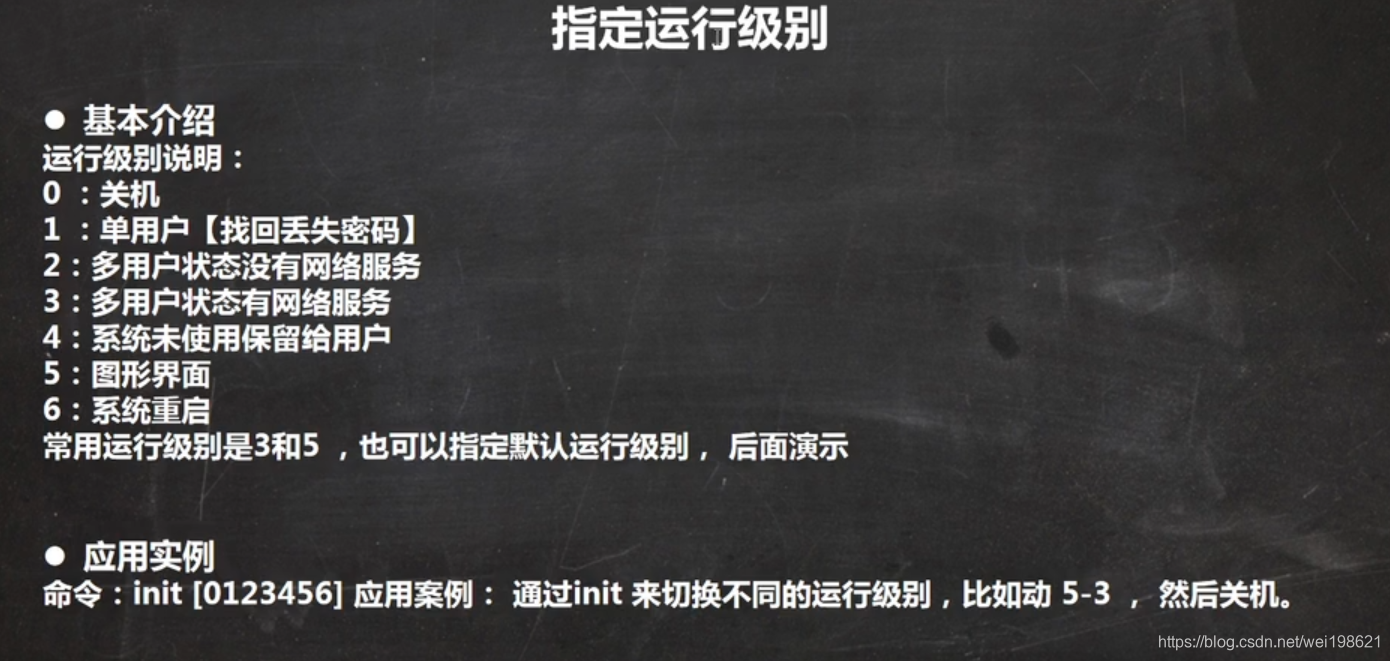 指定运行级别
● 基本介绍
运行级别说明：
0 ：关机
1 ：单用户【找回丢失密码】
2：多用户状态没有网络服务
3：多用户状态有网络服务
4：系统未使用保留给用户
5：图形界面
6：系统重启
常用运行级别是3和5 ，也可以指定默认运行级别， 后面演示
● 应用实例
命令：init [0123456] 应用案例： 通过init 来切换不同的运行级别，比如动 5-3 ， 然后关机。
https://blog.csdn.net/wei198621